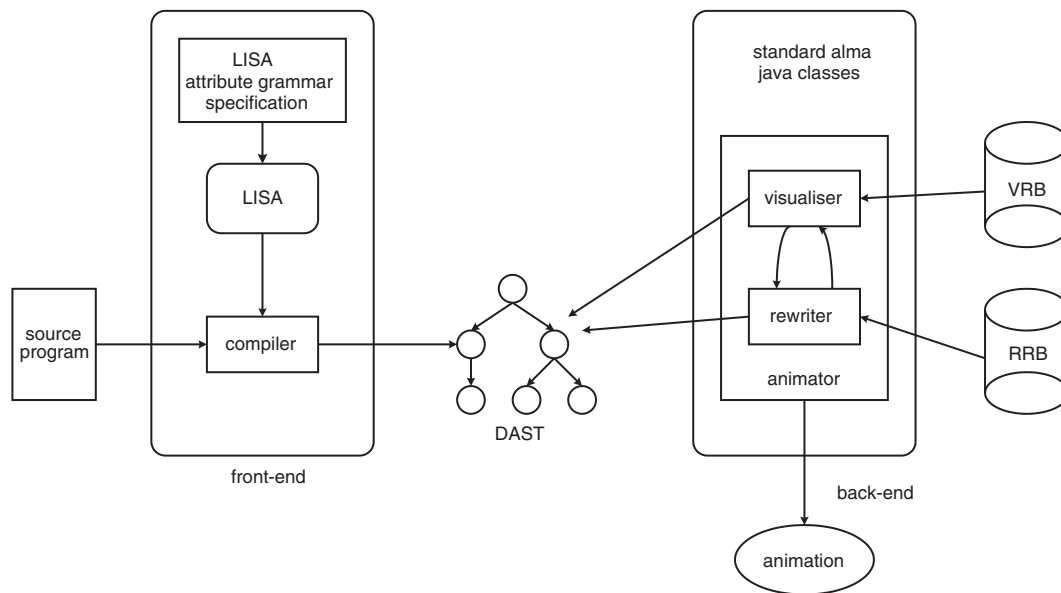 LISA
attribute grammar
specification
LISA
source
program
compiler
front-end
DAST
standard alma
java classes
visualiser
rewriter
animator
VRB
RRB
back-end
animation